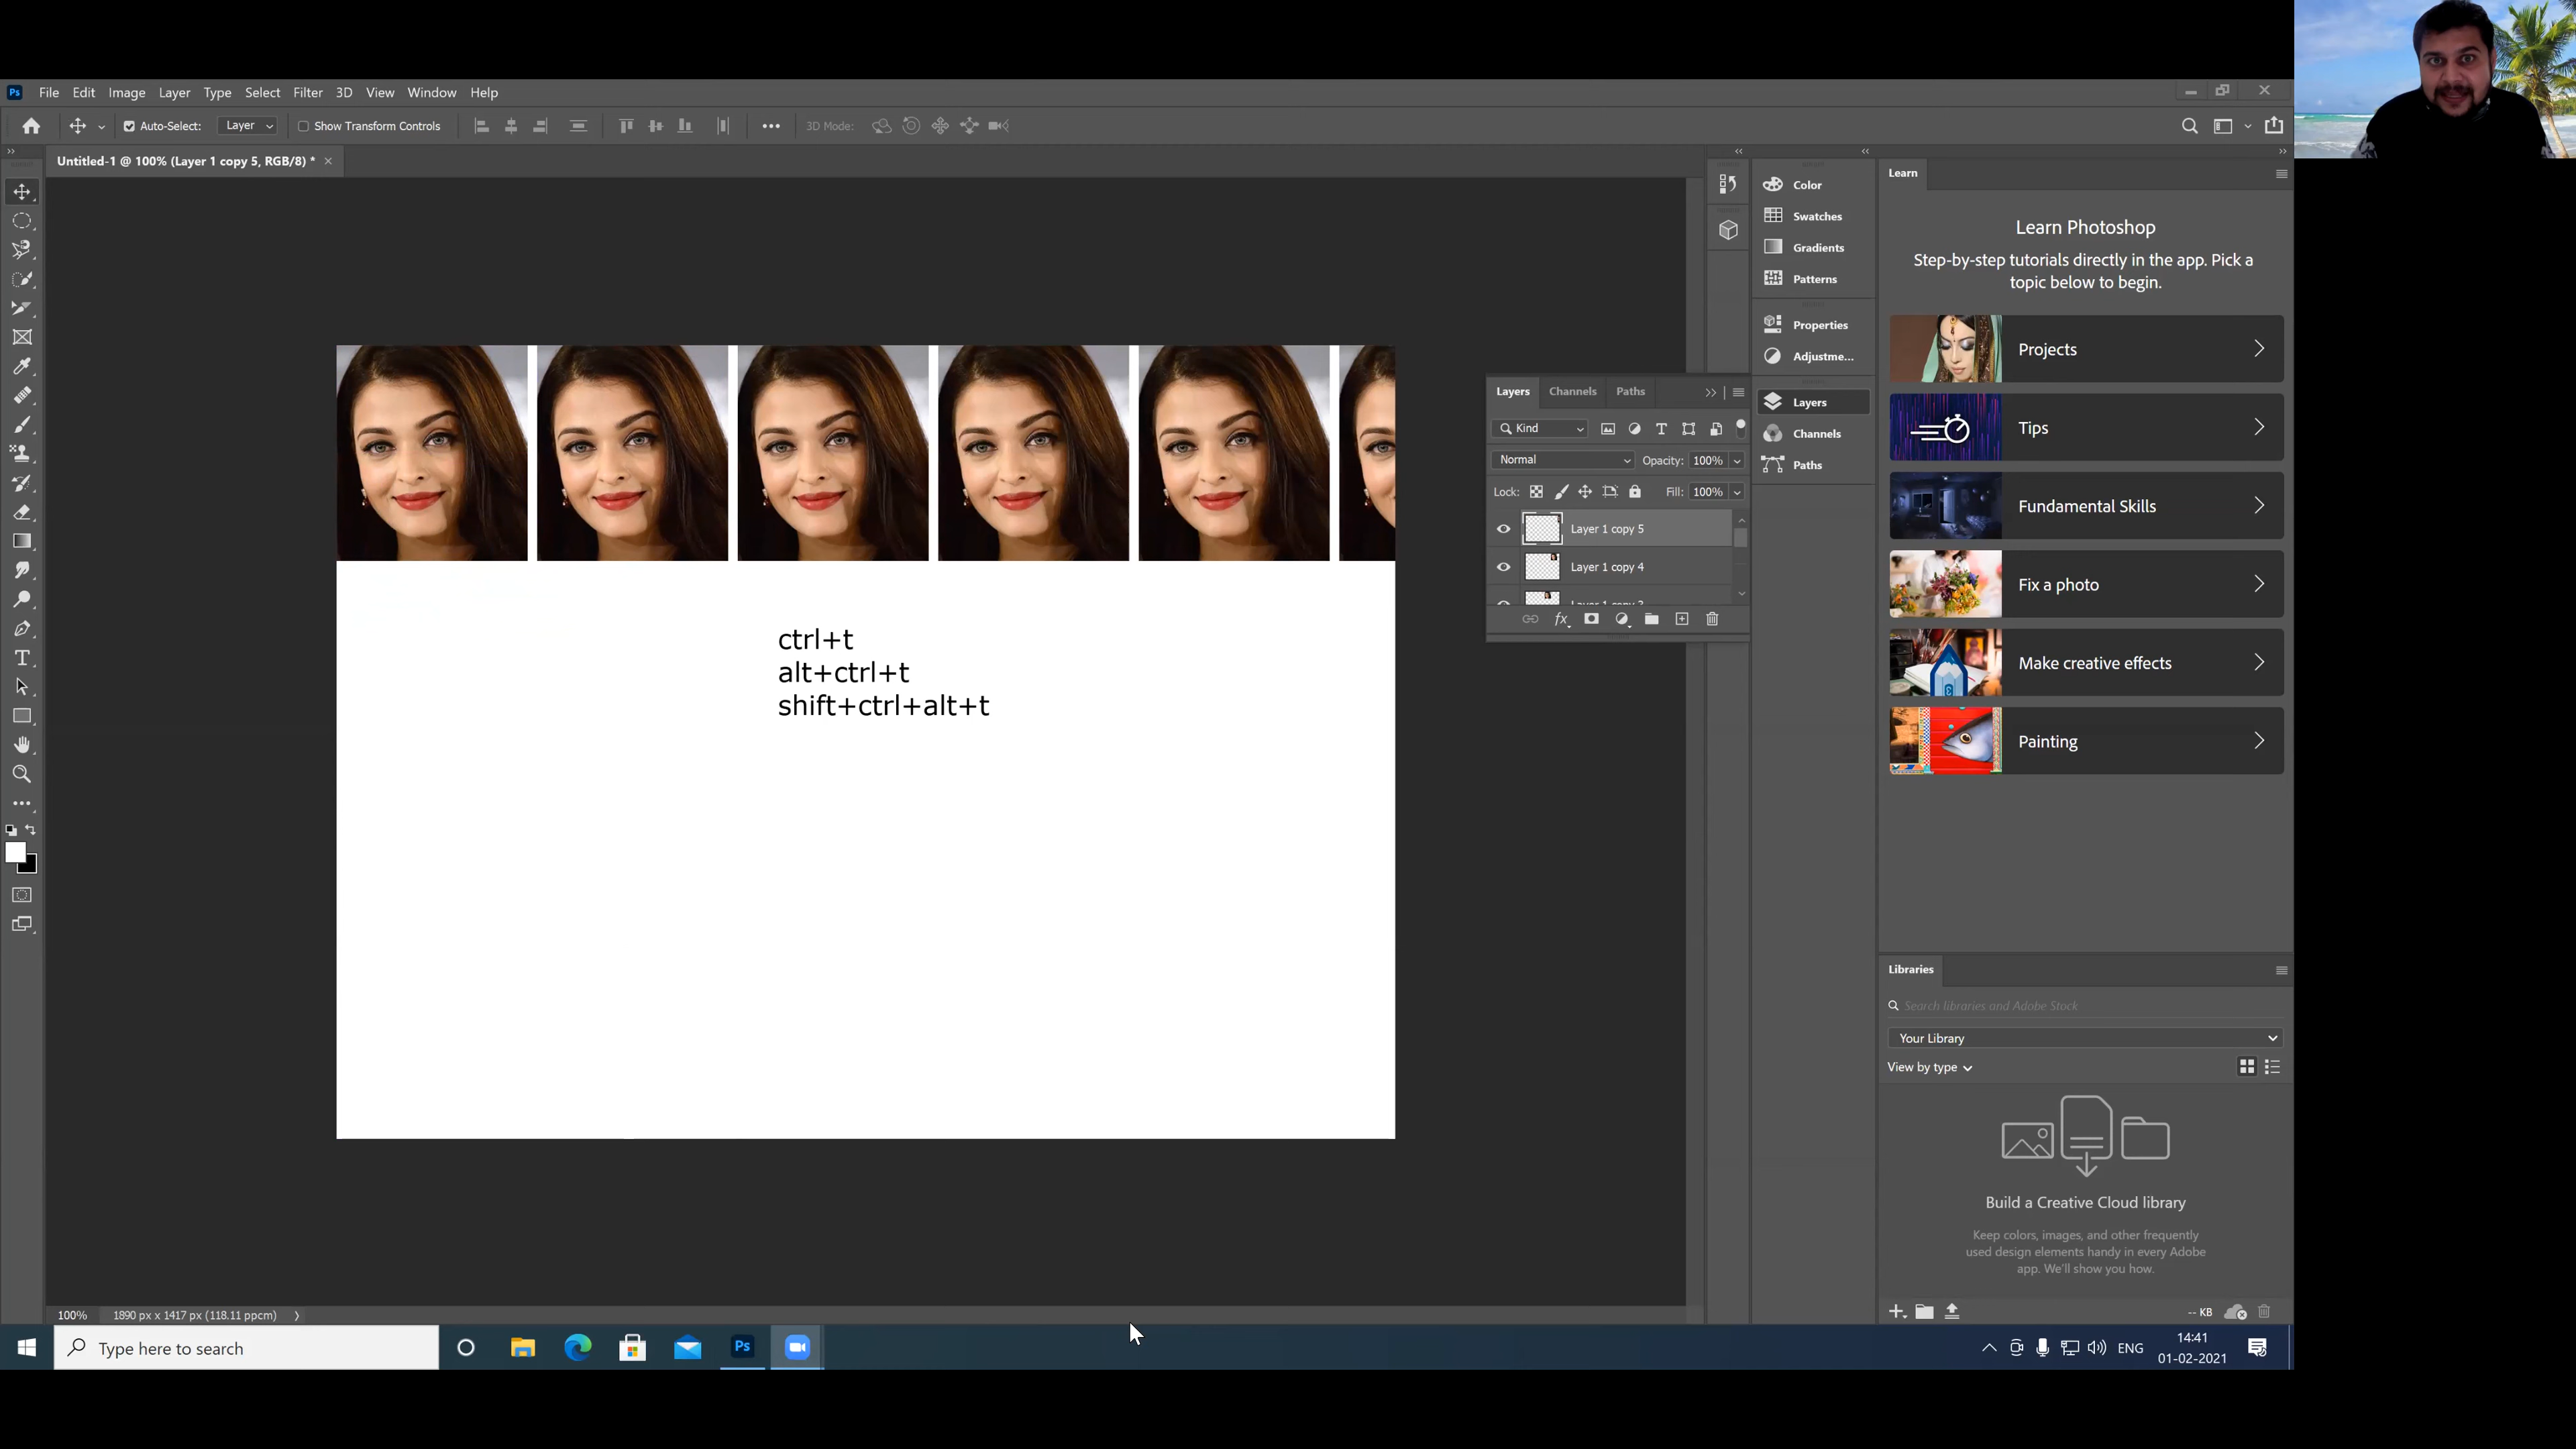 Ps File Edit Image Layer Type Select Filter 3D View Window Help
Auto-Select: Layer Show Transform Controls 3D Mode:
Untitled-1 @ 100% (Layer 1 copy 5, RGB/8) *
ctrl+t
alt+ctrl+t
shift+ctrl+alt+t
Layers Channels Paths
Kind
Normal Opacity: 100%
Lock: Fill: 100%
Layer 1 copy 5
Layer 1 copy 4
Color
Swatches
Gradients
Patterns
Properties
Adjustme...
Layers
Channels
Paths
Learn
Learn Photoshop
Step-by-step tutorials directly in the app. Pick a
topic below to begin.
Projects
Tips
Fundamental Skills
Fix a photo
Make creative effects
Painting
Libraries
Search libraries and Adobe Stock
Your Library
View by type
Build a Creative Cloud library
Keep colors, images, and other frequently
used design elements handy in every Adobe
app. We'll show you how.
-- KB
100% 1890 px x 1417 px (118.11 ppcm)
Type here to search
Ps
ENG
14:41
01-02-2021